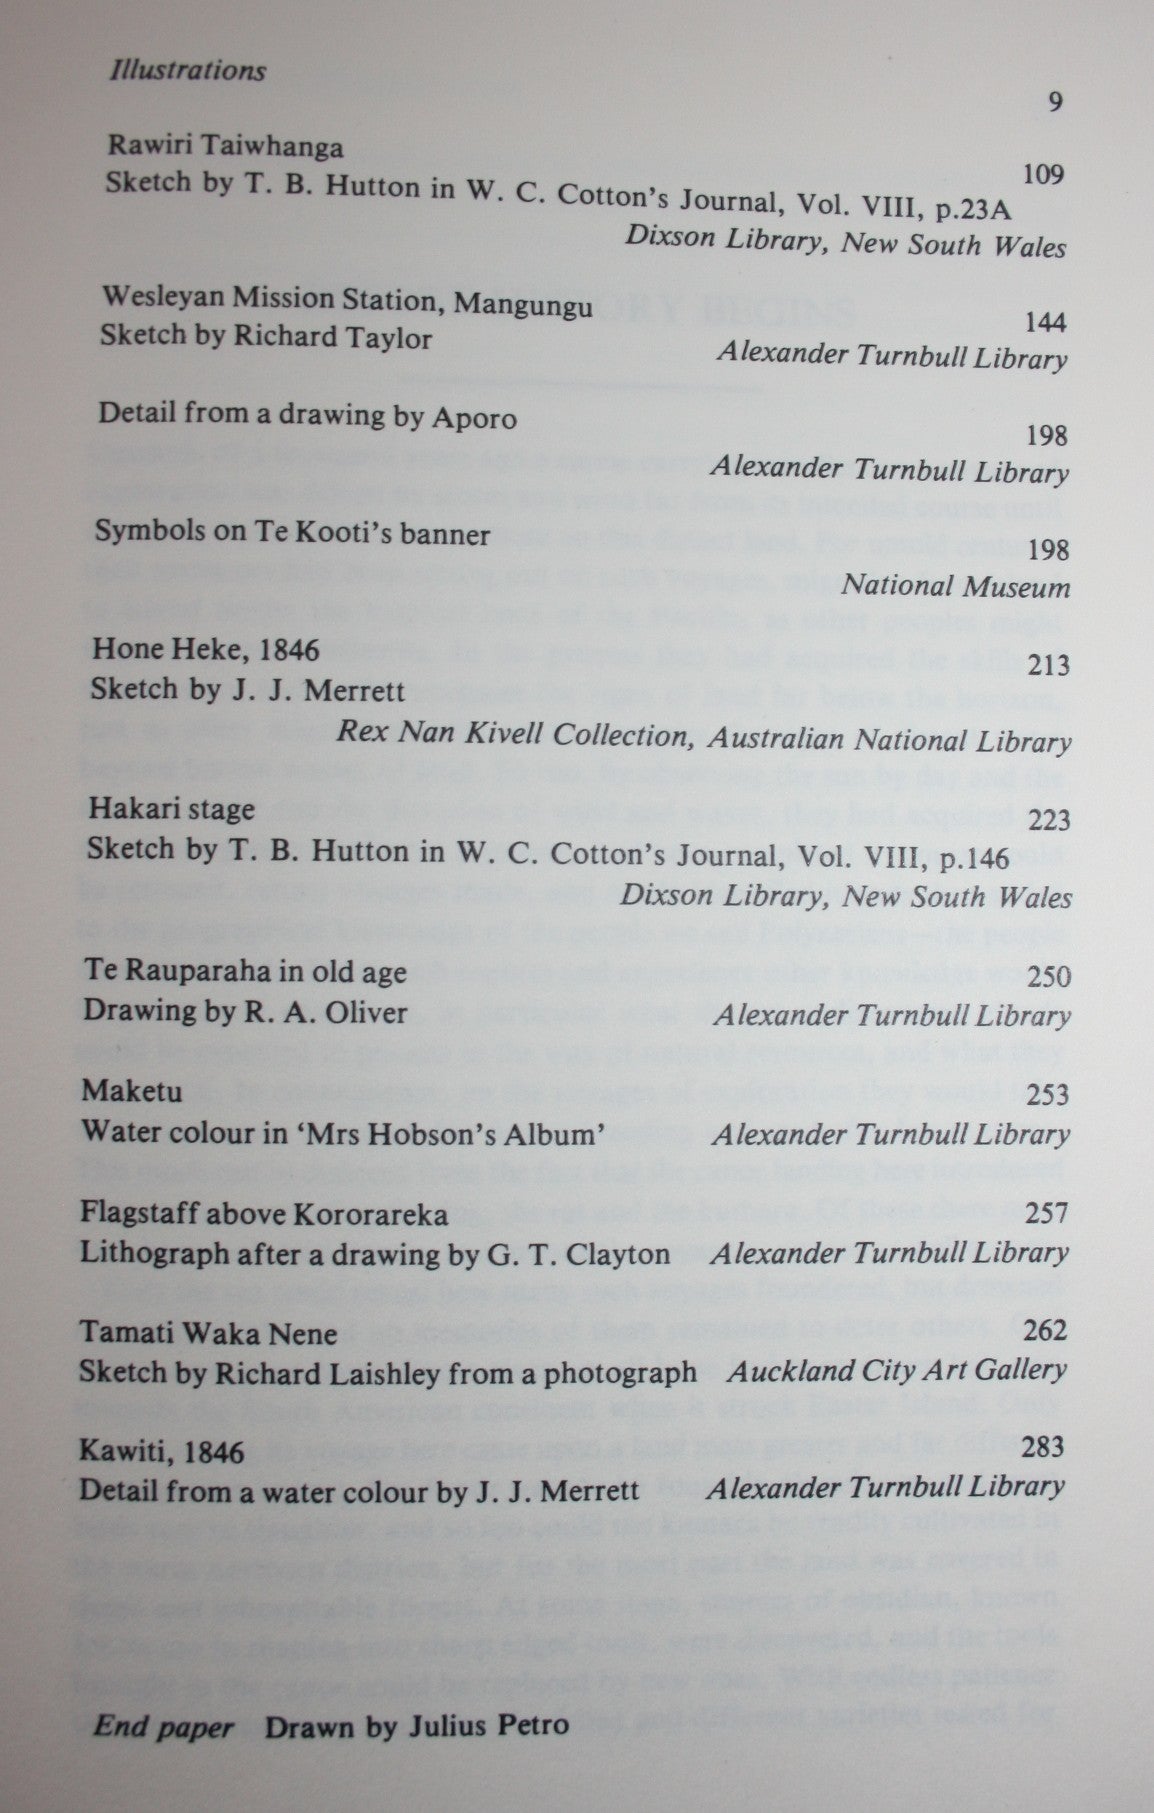 Illustrations
9
Rawiri Taiwhanga 109
Sketch by T. B. Hutton in W. C. Cotton's Journal, Vol. VIII, p.23A
Dixson Library, New South Wales
Wesleyan Mission Station, Mangungu 144
Sketch by Richard Taylor Alexander Turnbull Library
Detail from a drawing by Aporo 198
Alexander Turnbull Library
Symbols on Te Kooti's banner 198
National Museum
Hone Heke, 1846 213
Sketch by J. J. Merrett
Rex Nan Kivell Collection, Australian National Library
Hakari stage 223
Sketch by T. B. Hutton in W. C. Cotton's Journal, Vol. VIII, p.146
Dixson Library, New South Wales
Te Rauparaha in old age 250
Drawing by R. A. Oliver Alexander Turnbull Library
Maketu 253
Water colour in ‘Mrs Hobson's Album’ Alexander Turnbull Library
Flagstaff above Kororareka 257
Lithograph after a drawing by G. T. Clayton Alexander Turnbull Library
Tamati Waka Nene 262
Sketch by Richard Laishley from a photograph Auckland City Art Gallery
Kawiti, 1846 283
Detail from a water colour by J. J. Merrett Alexander Turnbull Library
End paper Drawn by Julius Petro